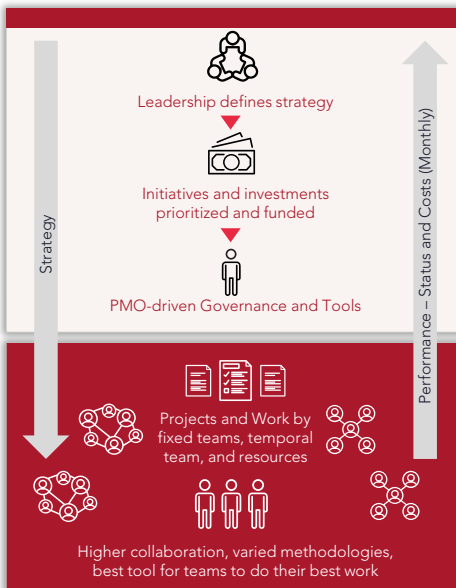 Strategy
Leadership defines strategy
Initiatives and investments
prioritized and funded
PMO-driven Governance and Tools
Performance – Status and Costs (Monthly)
Projects and Work by
fixed teams, temporal
team, and resources
Higher collaboration, varied methodologies,
best tool for teams to do their best work